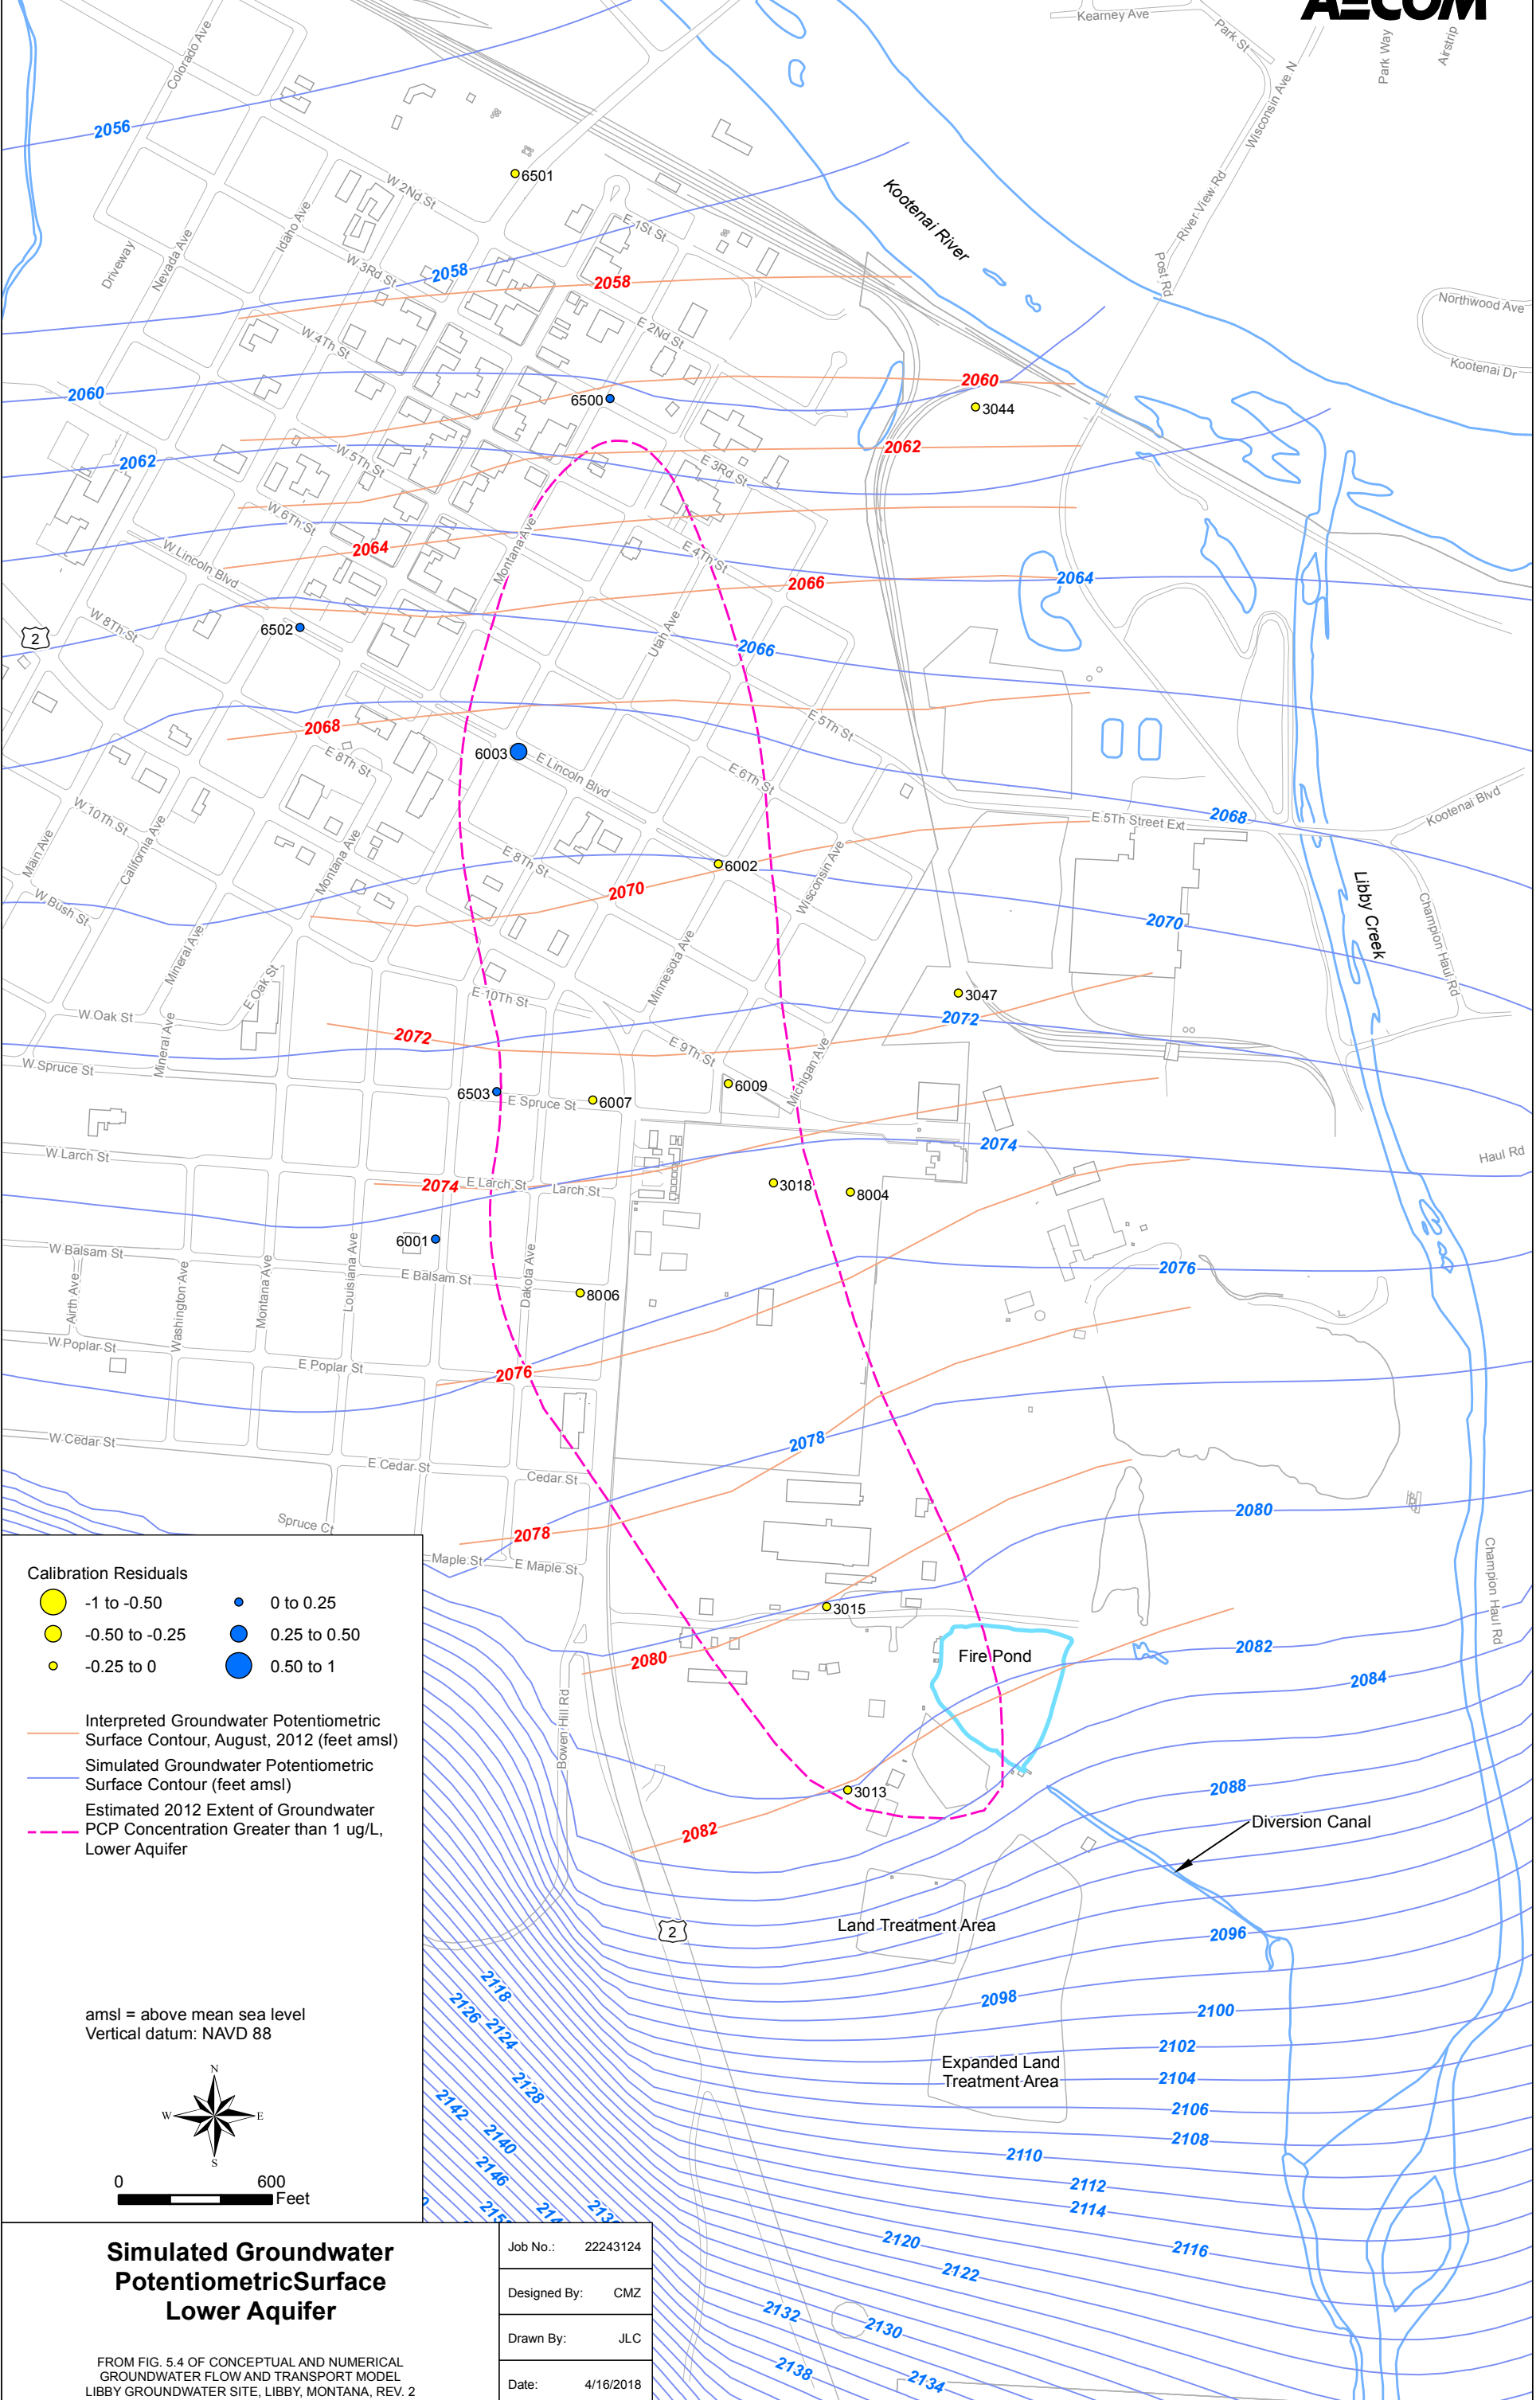 AECOM
Kearney Ave
Park St
Park Way
Airstrip
Wisconsin Ave N
Colorado Ave
2056
6501
W 2Nd St
Kootenai River
River View Rd
Post Rd
E 1St St
Idaho Ave
Nevada Ave
Driveway
W 3Rd St
2058
2058
Northwood Ave
Kootenai Dr
W 4Th St
E 2Nd St
2060
2060
6500
3044
2062
2062
W 5Th St
E 3Rd St
W 6Th St
Montana Ave
2064
W Lincoln Blvd
E 4Th St
2066
2064
2
W 8Th St
6502
Utah Ave
2066
2068
E 5Th St
6003
E 8Th St
E Lincoln Blvd
E 6Th St
Kootenai Blvd
2068
E 5Th Street Ext
W 10Th St
Main Ave
California Ave
Montana Ave
E 8Th St
6002
2070
Wisconsin Ave
W Bush St
2070
Libby Creek
Champion Haul Rd
Mineral Ave
E Oak St
Minnesota Ave
E 10Th St
3047
W Oak St
2072
2072
Mineral Ave
E 9Th St
W Spruce St
Michigan Ave
6009
6503
E Spruce St
6007
W Larch St
2074
Haul Rd
2074
E Larch St
Larch St
3018
8004
6001
W Balsam St
E Balsam St
2076
Airth Ave
Washington Ave
Montana Ave
Louisiana Ave
Dakota Ave
8006
W Poplar St
E Poplar St
2076
W Cedar St
E Cedar St
Cedar St
2078
2080
Spruce Ct
2078
Maple St
E Maple St
Champion Haul Rd
Calibration Residuals
-1 to -0.50
0 to 0.25
-0.50 to -0.25
0.25 to 0.50
-0.25 to 0
0.50 to 1
3015
Fire Pond
2080
2082
2084
Bowen Hill Rd
Interpreted Groundwater Potentiometric
Surface Contour, August, 2012 (feet amsl)
Simulated Groundwater Potentiometric
Surface Contour (feet amsl)
Estimated 2012 Extent of Groundwater
PCP Concentration Greater than 1 ug/L,
Lower Aquifer
3013
2088
2082
Diversion Canal
Land Treatment Area
2
2096
2118
2098
2100
2126
2124
amsl = above mean sea level
Vertical datum: NAVD 88
2102
Expanded Land
Treatment Area
2104
2128
2106
2142
2108
2140
2110
N
W
E
S
2146
2112
2114
0
600
Feet
2120
2116
2122
Simulated Groundwater
PotentiometricSurface
Lower Aquifer
Job No.: 22243124
Designed By: CMZ
2132
2130
Drawn By: JLC
2138
2134
Date: 4/16/2018
FROM FIG. 5.4 OF CONCEPTUAL AND NUMERICAL
GROUNDWATER FLOW AND TRANSPORT MODEL
LIBBY GROUNDWATER SITE, LIBBY, MONTANA, REV. 2